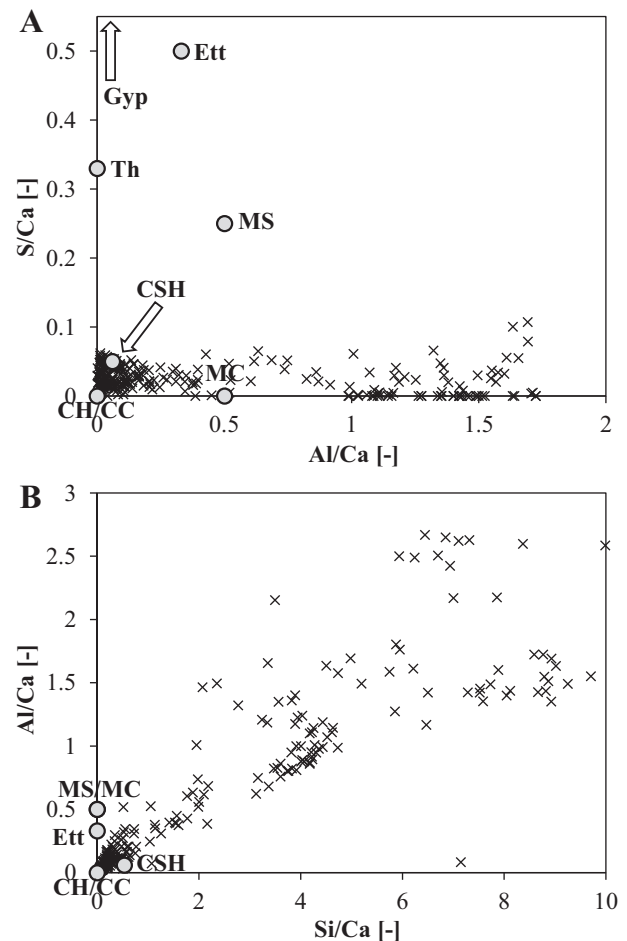 A
0.5
Ett
Gyp
0.4
Th
0.3
S/Ca [-]
MS
0.2
CSH
0.1
MC
0
CH/CC
0 0.5 1 1.5 2
Al/Ca [-]
B
3
2.5
2
1.5
Al/Ca [-]
1
MS/MC
0.5
Ett
CSH
0
CH/CC
0 2 4 6 8 10
Si/Ca [-]